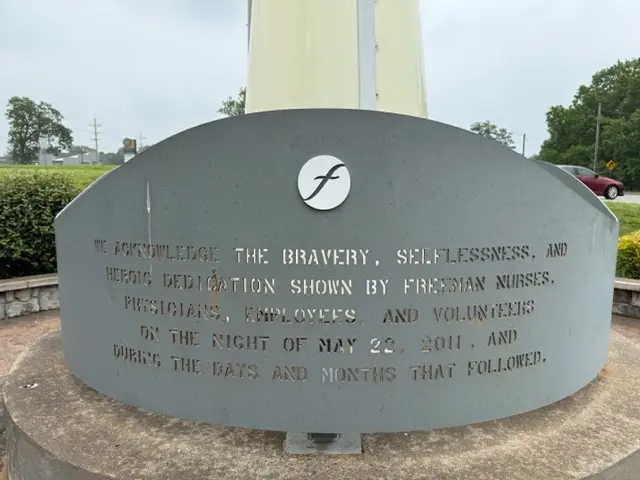 f
WE ACKNOWLEDGE THE BRAVERY, SELFLESSNESS, AND
HEROIC DEDICATION SHOWN BY FREEMAN NURSES,
PHYSICIANS, EMPLOYEES, AND VOLUNTEERS
ON THE NIGHT OF MAY 22, 2011, AND
DURING THE DAYS AND MONTHS THAT FOLLOWED.